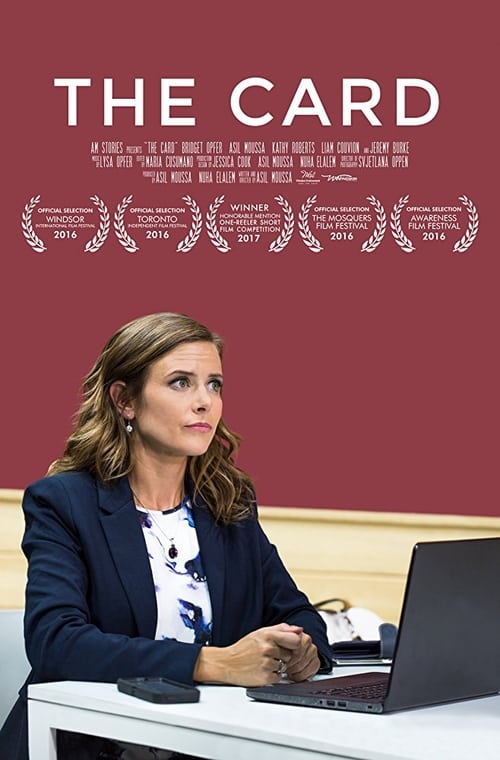 THE CARD
AM STORIES PRESENTS "THE CARD" BRIDGET OPFER ASIL MOUSSA KATHY ROBERTS LIAM COUVION AND JEREMY BURKE
MUSIC BY LYSA OPFER EDITED BY MARIA CUSUMANO PRODUCTION DESIGN BY JESSICA COOK ASIL MOUSSA NUHA ELALEM DIRECTOR OF PHOTOGRAPHY SVJETLANA OPPEN
PRODUCED BY ASIL MOUSSA NUHA ELALEM WRITTEN AND DIRECTED BY ASIL MOUSSA
OFFICIAL SELECTION
WINDSOR
INTERNATIONAL FILM FESTIVAL
2016
OFFICIAL SELECTION
TORONTO
INDEPENDENT FILM FESTIVAL
2016
WINNER
HONORABLE MENTION
ONE-REELER SHORT
FILM COMPETITION
2017
OFFICIAL SELECTION
THE MOSQUERS
FILM FESTIVAL
2016
OFFICIAL SELECTION
AWARENESS
FILM FESTIVAL
2016